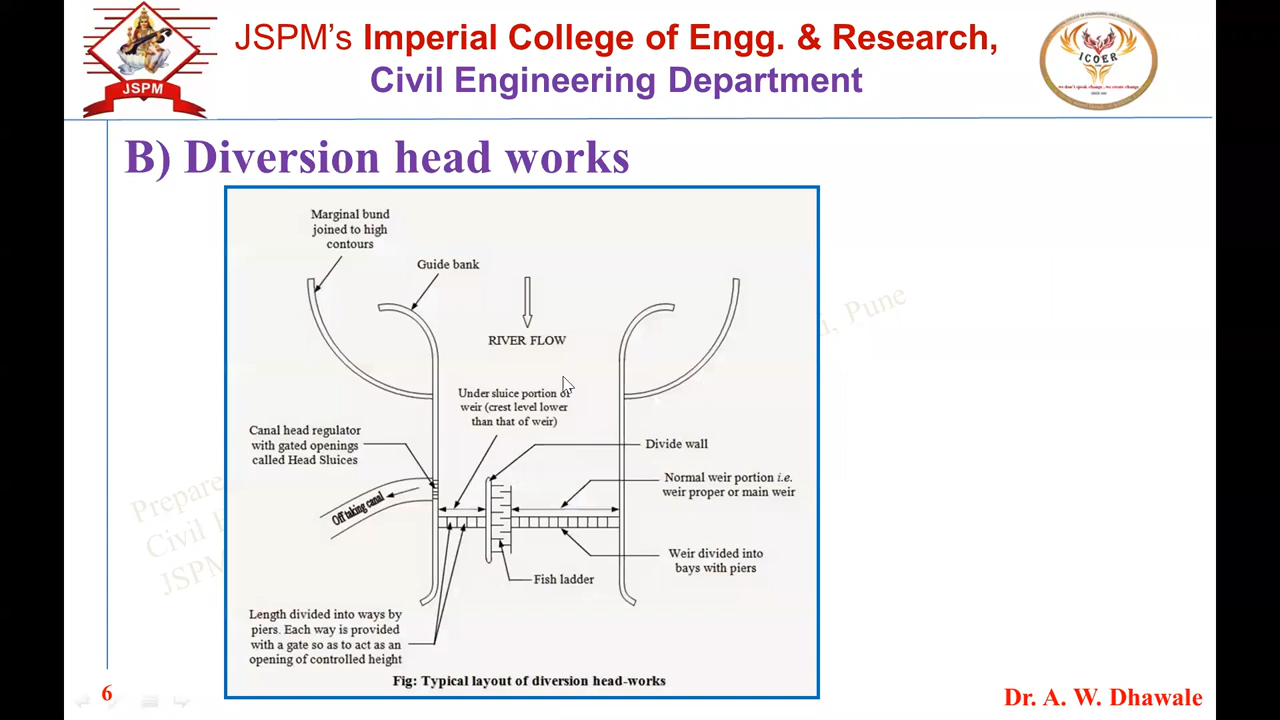 JSPM's Imperial College of Engg. & Research,
Civil Engineering Department
JSPM
ICOER
B) Diversion head works
Marginal bund
joined to high
contours
Guide bank
RIVER FLOW
Under sluice portion of
weir (crest level lower
than that of weir)
Canal head regulator
with gated openings
called Head Sluices
Divide wall
Normal weir portion i.e.
weir proper or main weir
Off taking canal
Weir divided into
bays with piers
Fish ladder
Length divided into ways by
piers. Each way is provided
with a gate so as to act as an
opening of controlled height
Fig: Typical layout of diversion head-works
Pune
Civil
JSPM
6
Dr. A. W. Dhawale